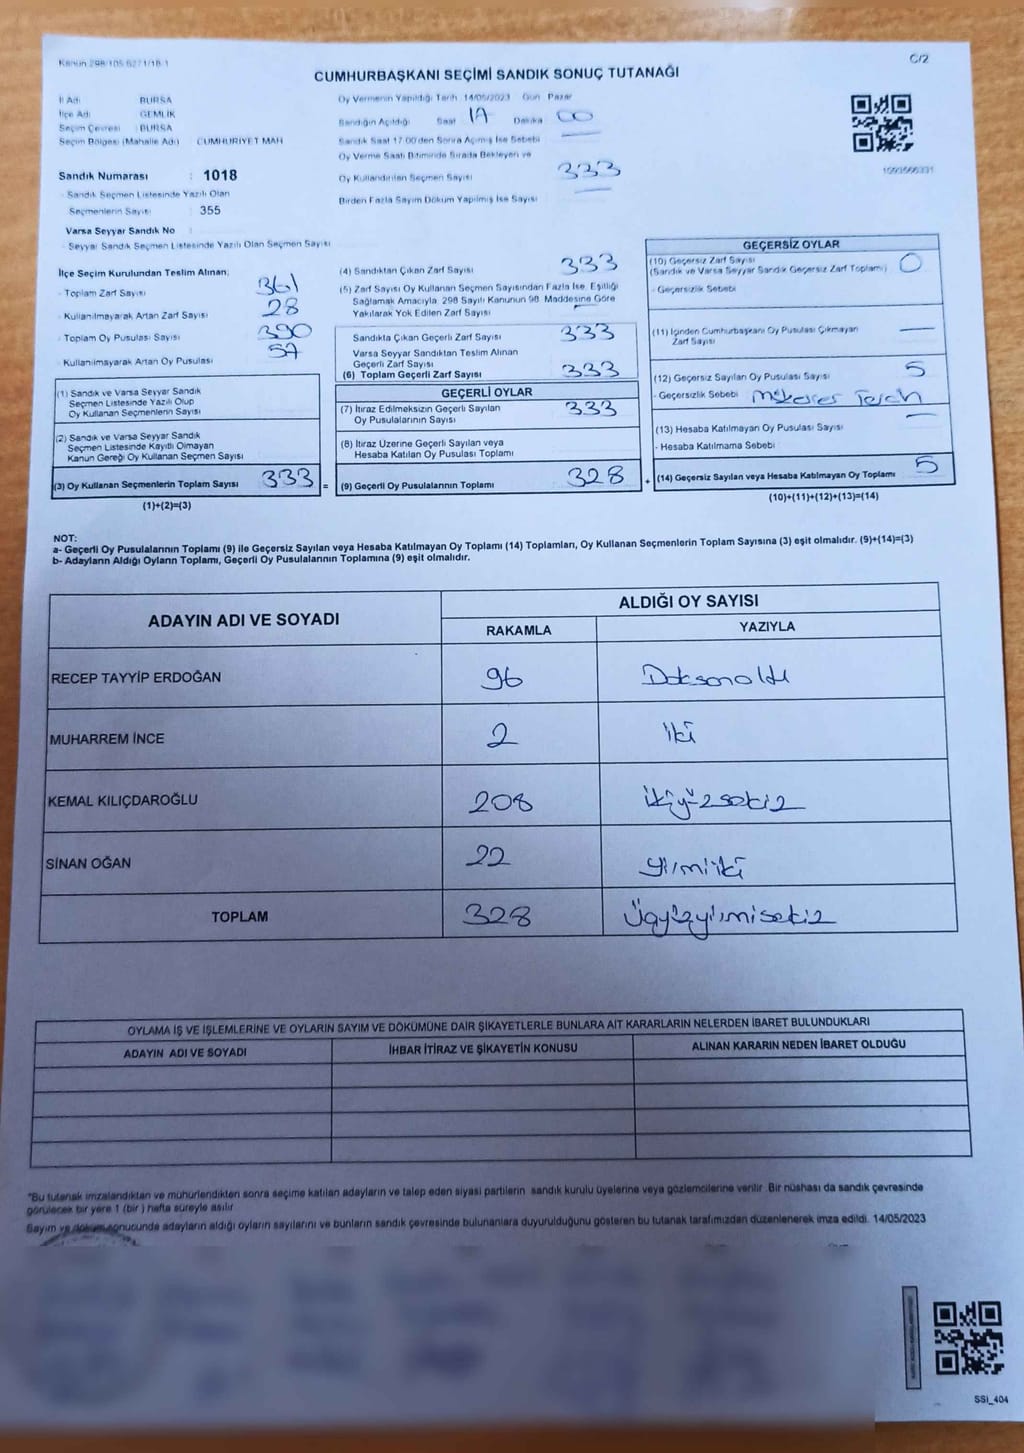 Kanun 298/105 6271/18-1
C/2
CUMHURBAŞKANI SEÇİMİ SANDIK SONUÇ TUTANAĞI
İl Adı BURSA
İlçe Adı GEMLİK
Seçim Çevresi : BURSA
Seçim Bölgesi (Mahalle Adı) CUMHURİYET MAH
Sandık Numarası : 1018
- Sandık Seçmen Listesinde Yazılı Olan
Seçmenlerin Sayısı : 355
Varsa Seyyar Sandık No
- Seyyar Sandık Seçmen Listesinde Yazılı Olan Seçmen Sayısı
Oy Vermenin Yapıldığı Tarih 14/05/2023 Gün Pazar
Sandığın Açıldığı Saat 17 Dakika 00
Sandık Saat 17.00'den Sonra Açılmış İse Sebebi
Oy Verme Saati Bitiminde Sırada Bekleyen ve
Oy Kullandırılan Seçmen Sayısı 333
Birden Fazla Sayım Döküm Yapılmış İse Sayısı
İlçe Seçim Kurulundan Teslim Alınan;
- Toplam Zarf Sayısı 361
- Kullanılmayarak Artan Zarf Sayısı 28
- Toplam Oy Pusulası Sayısı 390
- Kullanılmayarak Artan Oy Pusulası 57
(1) Sandık ve Varsa Seyyar Sandık
Seçmen Listesinde Yazılı Olup
Oy Kullanan Seçmenlerin Sayısı
(2) Sandık ve Varsa Seyyar Sandık
Seçmen Listesinde Kayıtlı Olmayan
Kanun Gereği Oy Kullanan Seçmen Sayısı
(3) Oy Kullanan Seçmenlerin Toplam Sayısı 333 =
(1)+(2)=(3)
(4) Sandıktan Çıkan Zarf Sayısı 333
(5) Zarf Sayısı Oy Kullanan Seçmen Sayısından Fazla İse, Eşitliği
Sağlamak Amacıyla, 298 Sayılı Kanunun 98. Maddesine Göre
Yakılarak Yok Edilen Zarf Sayısı
Sandıkta Çıkan Geçerli Zarf Sayısı 333
Varsa Seyyar Sandıktan Teslim Alınan
Geçerli Zarf Sayısı
(6) Toplam Geçerli Zarf Sayısı 333
GEÇERLİ OYLAR
(7) İtiraz Edilmeksizin Geçerli Sayılan
Oy Pusulalarının Sayısı 333
(8) İtiraz Üzerine Geçerli Sayılan veya
Hesaba Katılan Oy Pusulası Toplamı
(9) Geçerli Oy Pusulalarının Toplamı 328 +
GEÇERSİZ OYLAR
(10) Geçersiz Zarf Sayısı
(Sandık ve Varsa Seyyar Sandık Geçersiz Zarf Toplamı) 0
- Geçersizlik Sebebi
(11) İçinden Cumhurbaşkanı Oy Pusulası Çıkmayan
Zarf Sayısı
(12) Geçersiz Sayılan Oy Pusulası Sayısı 5
- Geçersizlik Sebebi
(13) Hesaba Katılmayan Oy Pusulası Sayısı
- Hesaba Katılmama Sebebi
(14) Geçersiz Sayılan veya Hesaba Katılmayan Oy Toplamı 5
(10)+(11)+(12)+(13)=(14)
NOT:
a- Geçerli Oy Pusulalarının Toplamı (9) ile Geçersiz Sayılan veya Hesaba Katılmayan Oy Toplamı (14) Toplamları, Oy Kullanan Seçmenlerin Toplam Sayısına (3) eşit olmalıdır. (9)+(14)=(3)
b- Adayların Aldığı Oyların Toplamı, Geçerli Oy Pusulalarının Toplamına (9) eşit olmalıdır.
ADAYIN ADI VE SOYADI
ALDIĞI OY SAYISI
RAKAMLA YAZIYLA
RECEP TAYYİP ERDOĞAN 96 Doksanaltı
MUHARREM İNCE 2 iki
KEMAL KILIÇDAROĞLU 208 ikiyüzsekiz
SİNAN OĞAN 22 yirmiiki
TOPLAM 328 Üçyüzyirmisekiz
OYLAMA İŞ VE İŞLEMLERİNE VE OYLARIN SAYIM VE DÖKÜMÜNE DAİR ŞİKAYETLERLE BUNLARA AİT KARARLARIN NELERDEN İBARET BULUNDUKLARI
ADAYIN ADI VE SOYADI İHBAR İTİRAZ VE ŞİKAYETİN KONUSU ALINAN KARARIN NEDEN İBARET OLDUĞU
*Bu tutanak imzalandıktan ve mühürlendikten sonra seçime katılan adayların ve talep eden siyasi partilerin sandık kurulu üyelerine veya gözlemcilerine verilir. Bir nüshası da sandık çevresinde
görülecek bir yere 1 (bir) hafta süreyle asılır.
Sayım ve döküm sonucunda adayların aldığı oyların sayılarını ve bunların sandık çevresinde bulunanlara duyurulduğunu gösteren bu tutanak tarafımızdan düzenlenerek imza edildi. 14/05/2023
SSI_404